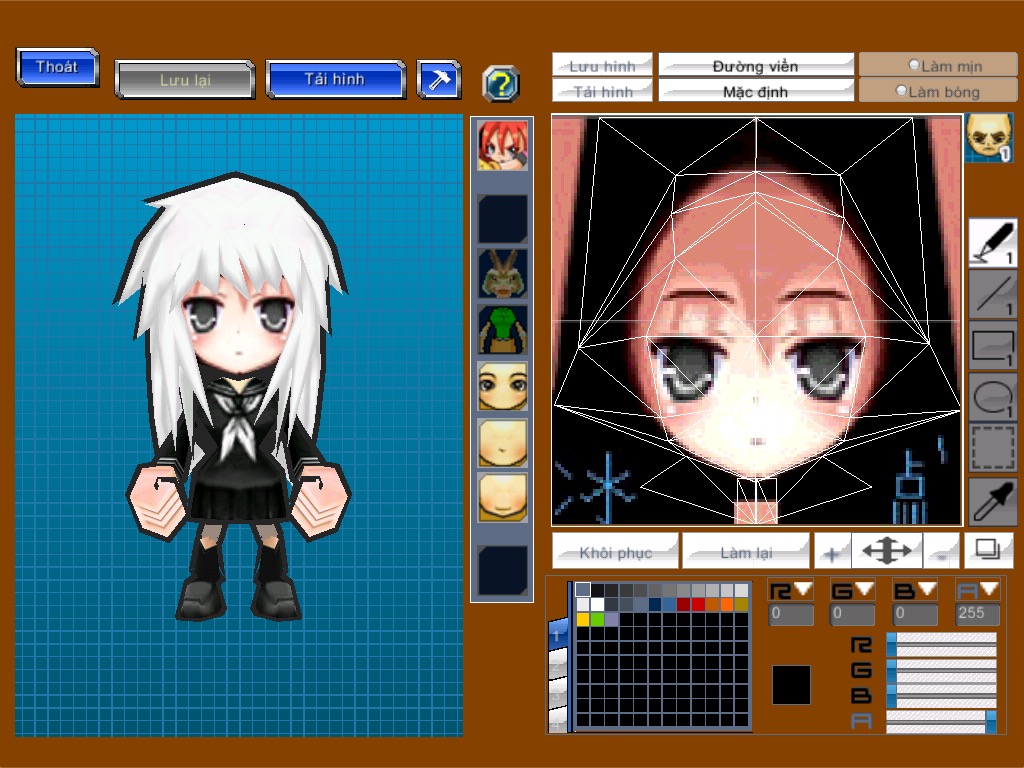 Thoát
Lưu lại
Tải hình
?
Lưu hình
Đường viền
Làm mịn
Tải hình
Mặc định
Làm bóng
1
1
1
1
1
Khôi phục
Làm lại
+
-
R
G
B
A
0
0
0
255
1
R
G
B
A